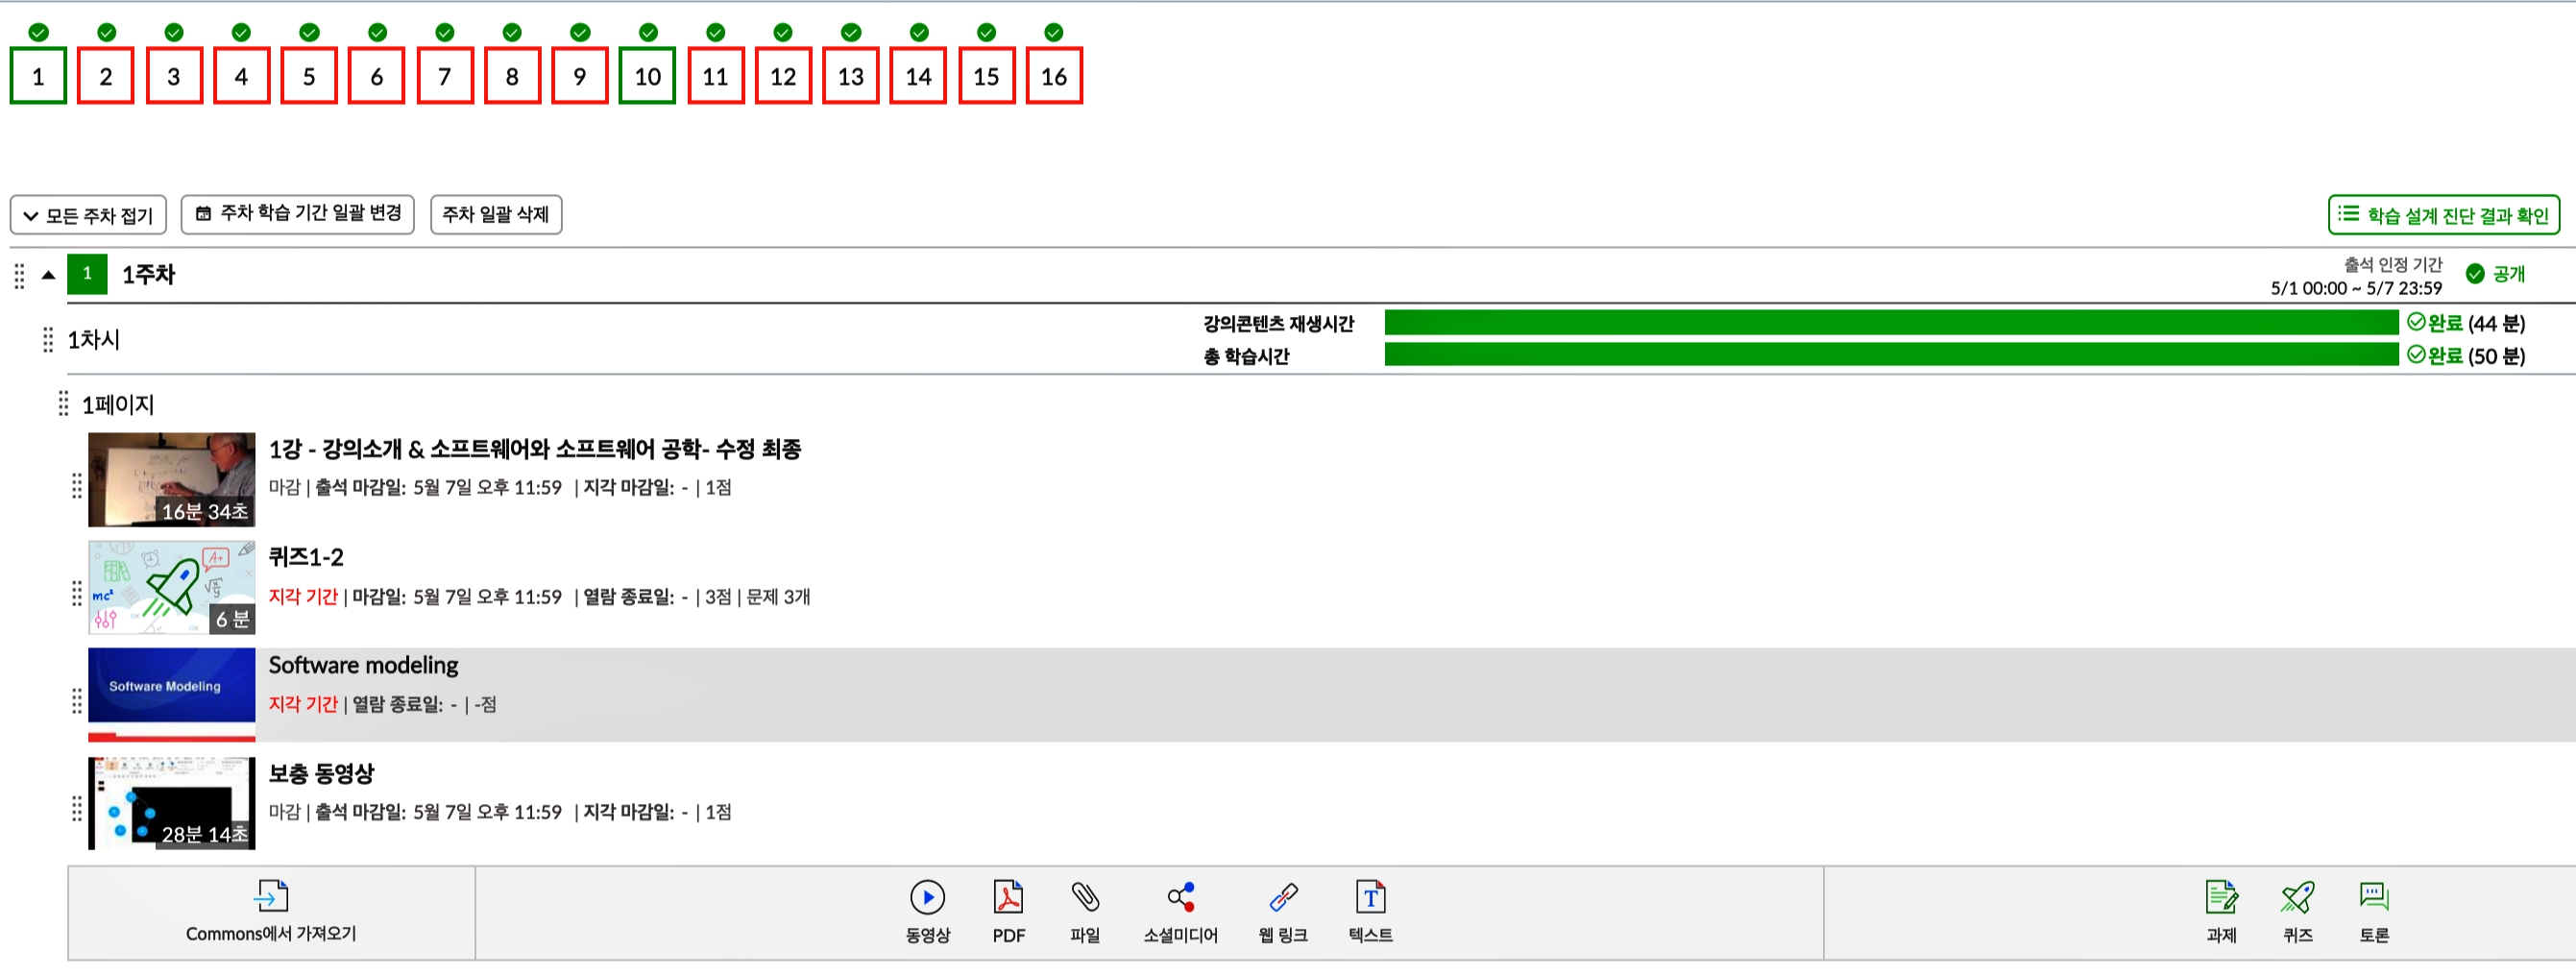 1 2 3 4 5 6 7 8 9 10 11 12 13 14 15 16
모든 주차 접기 주차 학습 기간 일괄 변경 주차 일괄 삭제 학습 설계 진단 결과 확인
1 1주차 출석 인정 기간 공개
5/1 00:00 ~ 5/7 23:59
1차시 강의콘텐츠 재생시간 완료 (44 분)
총 학습시간 완료 (50 분)
1페이지
1강 - 강의소개 & 소프트웨어와 소프트웨어 공학- 수정 최종
마감 | 출석 마감일: 5월 7일 오후 11:59 | 지각 마감일: - | 1점
16분 34초
퀴즈1-2
지각 기간 | 마감일: 5월 7일 오후 11:59 | 열람 종료일: - | 3점 | 문제 3개
A+
mc²
6 분
Software modeling
Software Modeling
지각 기간 | 열람 종료일: - | -점
보충 동영상
마감 | 출석 마감일: 5월 7일 오후 11:59 | 지각 마감일: - | 1점
28분 14초
Commons에서 가져오기 동영상 PDF 파일 소셜미디어 웹 링크 텍스트 과제 퀴즈 토론